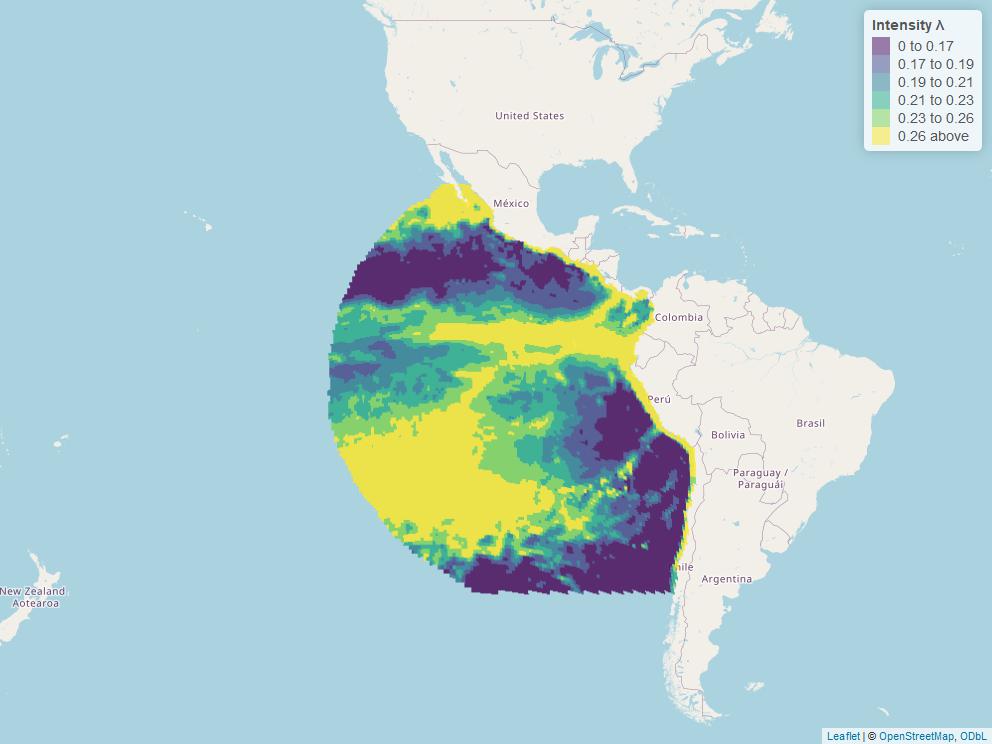 Intensity λ
0 to 0.17
0.17 to 0.19
0.19 to 0.21
0.21 to 0.23
0.23 to 0.26
0.26 above
United States
México
Colombia
Perú
Brasil
Bolivia
Paraguay /
Paraguái
hile
Argentina
New Zealand
Aotearoa
Leaflet | © OpenStreetMap, ODbL